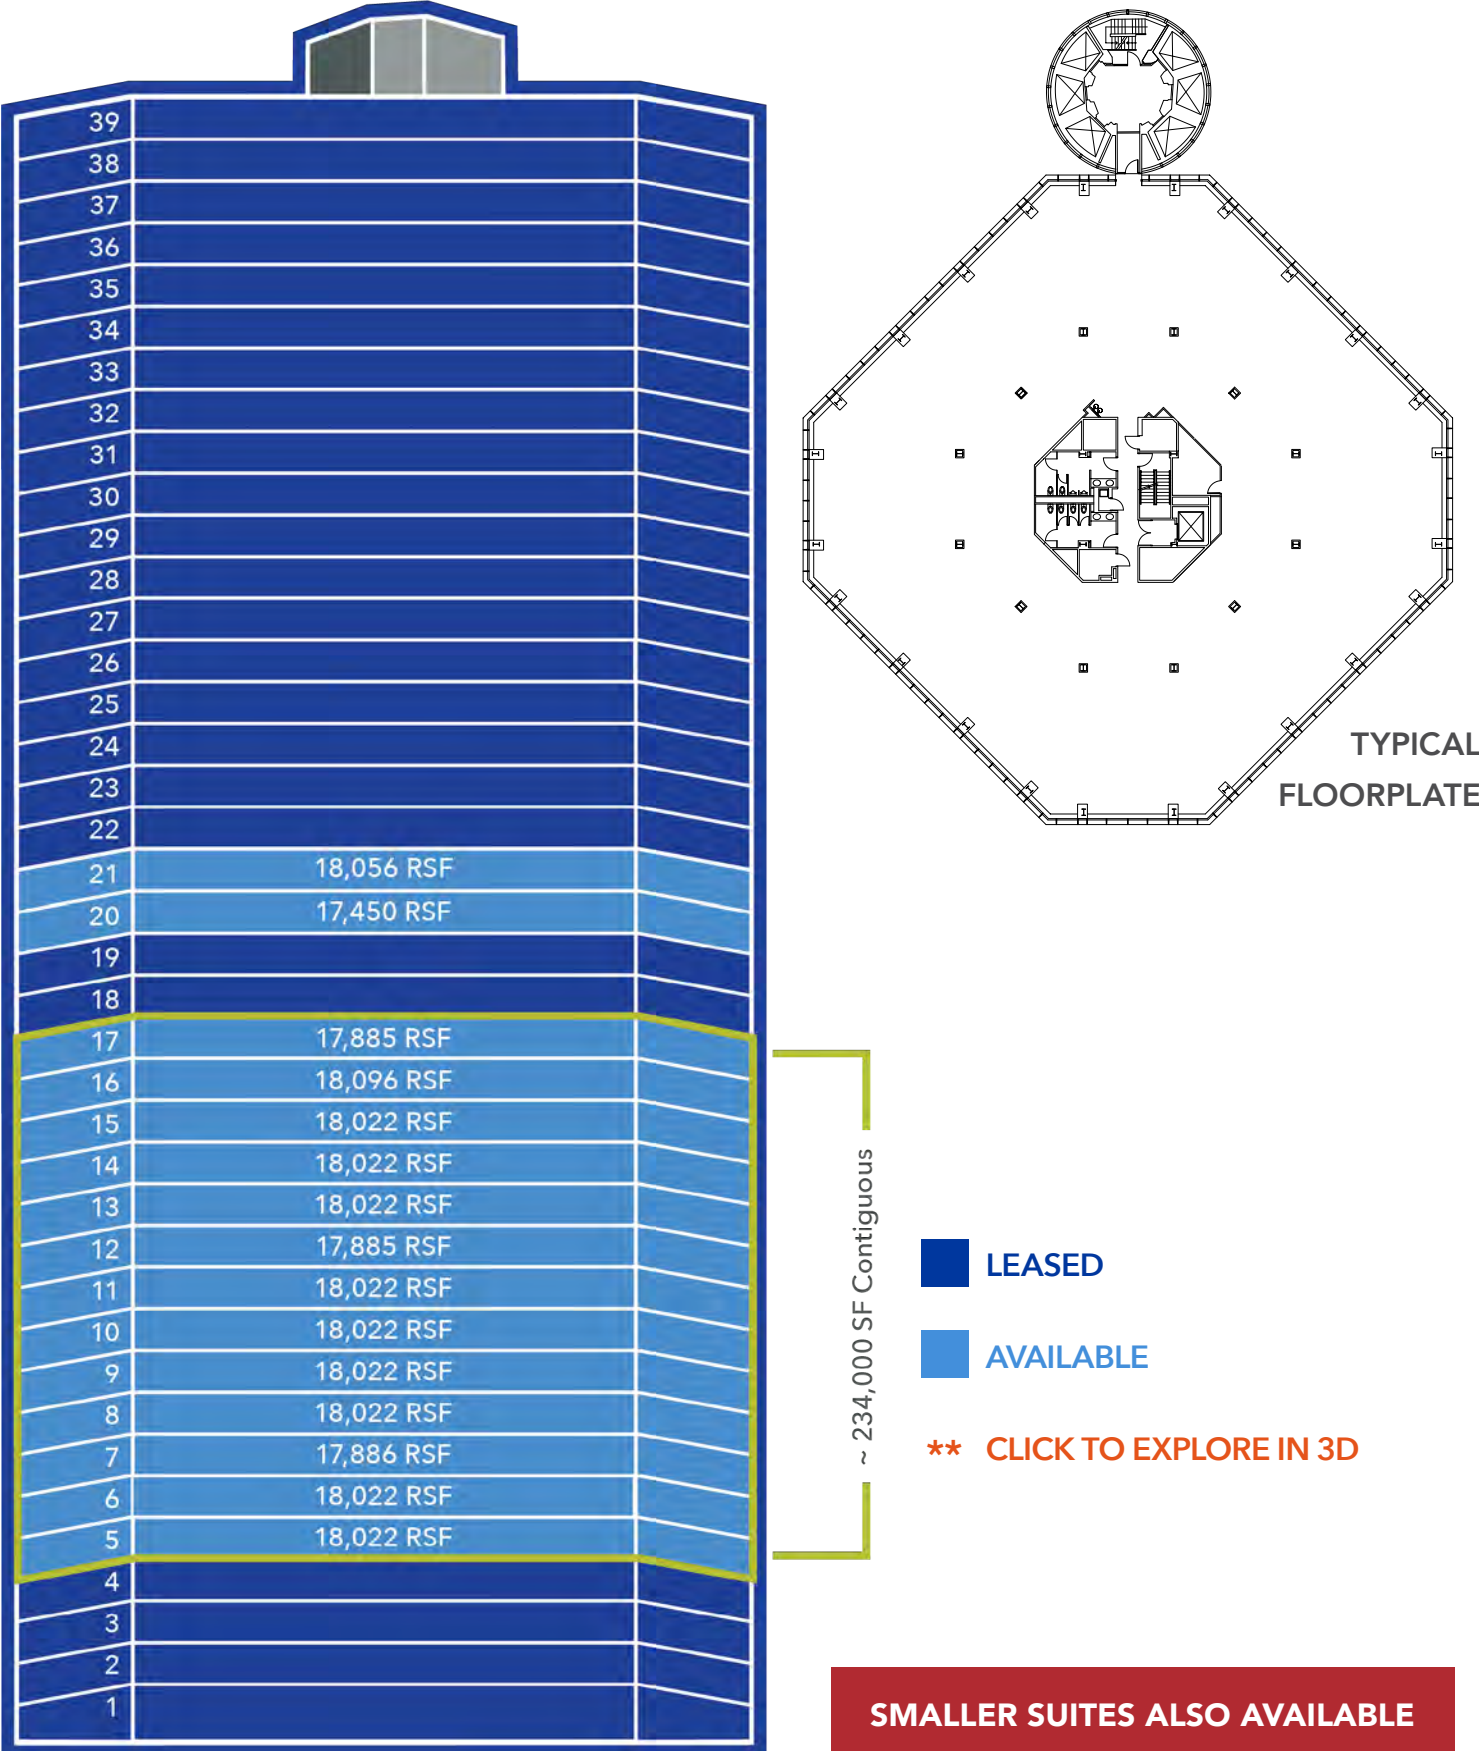 39
38
37
36
35
34
33
32
31
30
29
28
27
26
25
24
23
22
21 18,056 RSF
20 17,450 RSF
19
18
17 17,885 RSF
16 18,096 RSF
15 18,022 RSF
14 18,022 RSF
13 18,022 RSF
12 17,885 RSF
11 18,022 RSF
10 18,022 RSF
9 18,022 RSF
8 18,022 RSF
7 17,886 RSF
6 18,022 RSF
5 18,022 RSF
4
3
2
1
~ 234,000 SF Contiguous
TYPICAL
FLOORPLATE
LEASED
AVAILABLE
** CLICK TO EXPLORE IN 3D
SMALLER SUITES ALSO AVAILABLE